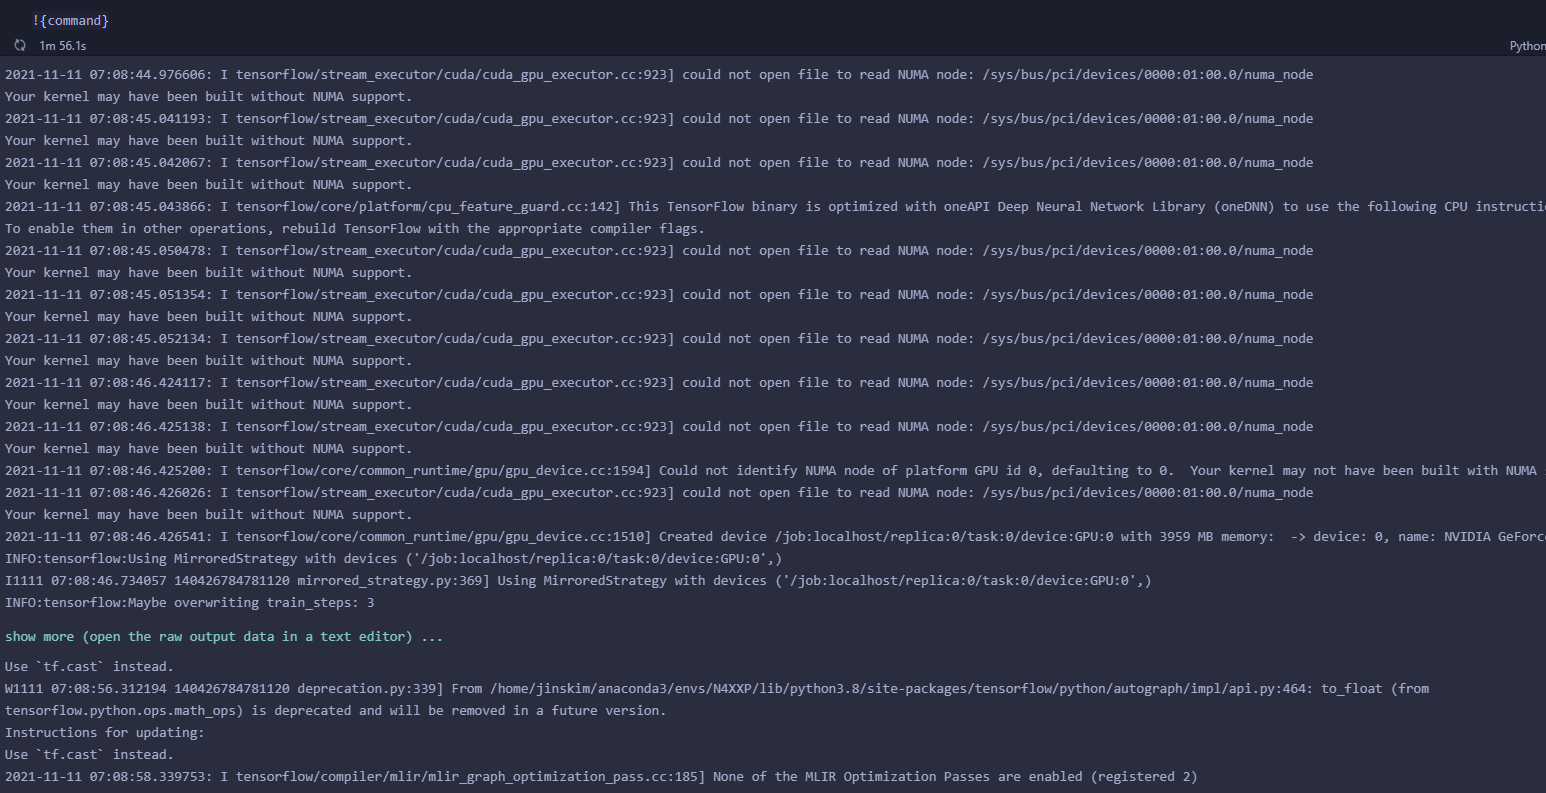 !{command}
1m 56.1s
Python
2021-11-11 07:08:44.976606: I tensorflow/stream_executor/cuda/cuda_gpu_executor.cc:923] could not open file to read NUMA node: /sys/bus/pci/devices/0000:01:00.0/numa_node
Your kernel may have been built without NUMA support.
2021-11-11 07:08:45.041193: I tensorflow/stream_executor/cuda/cuda_gpu_executor.cc:923] could not open file to read NUMA node: /sys/bus/pci/devices/0000:01:00.0/numa_node
Your kernel may have been built without NUMA support.
2021-11-11 07:08:45.042067: I tensorflow/stream_executor/cuda/cuda_gpu_executor.cc:923] could not open file to read NUMA node: /sys/bus/pci/devices/0000:01:00.0/numa_node
Your kernel may have been built without NUMA support.
2021-11-11 07:08:45.043866: I tensorflow/core/platform/cpu_feature_guard.cc:142] This TensorFlow binary is optimized with oneAPI Deep Neural Network Library (oneDNN) to use the following CPU instructi
To enable them in other operations, rebuild TensorFlow with the appropriate compiler flags.
2021-11-11 07:08:45.050478: I tensorflow/stream_executor/cuda/cuda_gpu_executor.cc:923] could not open file to read NUMA node: /sys/bus/pci/devices/0000:01:00.0/numa_node
Your kernel may have been built without NUMA support.
2021-11-11 07:08:45.051354: I tensorflow/stream_executor/cuda/cuda_gpu_executor.cc:923] could not open file to read NUMA node: /sys/bus/pci/devices/0000:01:00.0/numa_node
Your kernel may have been built without NUMA support.
2021-11-11 07:08:45.052134: I tensorflow/stream_executor/cuda/cuda_gpu_executor.cc:923] could not open file to read NUMA node: /sys/bus/pci/devices/0000:01:00.0/numa_node
Your kernel may have been built without NUMA support.
2021-11-11 07:08:46.424117: I tensorflow/stream_executor/cuda/cuda_gpu_executor.cc:923] could not open file to read NUMA node: /sys/bus/pci/devices/0000:01:00.0/numa_node
Your kernel may have been built without NUMA support.
2021-11-11 07:08:46.425138: I tensorflow/stream_executor/cuda/cuda_gpu_executor.cc:923] could not open file to read NUMA node: /sys/bus/pci/devices/0000:01:00.0/numa_node
Your kernel may have been built without NUMA support.
2021-11-11 07:08:46.425200: I tensorflow/core/common_runtime/gpu/gpu_device.cc:1594] Could not identify NUMA node of platform GPU id 0, defaulting to 0.  Your kernel may not have been built with NUMA
2021-11-11 07:08:46.426026: I tensorflow/stream_executor/cuda/cuda_gpu_executor.cc:923] could not open file to read NUMA node: /sys/bus/pci/devices/0000:01:00.0/numa_node
Your kernel may have been built without NUMA support.
2021-11-11 07:08:46.426541: I tensorflow/core/common_runtime/gpu/gpu_device.cc:1510] Created device /job:localhost/replica:0/task:0/device:GPU:0 with 3959 MB memory:  -> device: 0, name: NVIDIA GeForce
INFO:tensorflow:Using MirroredStrategy with devices ('/job:localhost/replica:0/task:0/device:GPU:0',)
I1111 07:08:46.734057 140426784781120 mirrored_strategy.py:369] Using MirroredStrategy with devices ('/job:localhost/replica:0/task:0/device:GPU:0',)
INFO:tensorflow:Maybe overwriting train_steps: 3
show more (open the raw output data in a text editor) ...
Use `tf.cast` instead.
W1111 07:08:56.312194 140426784781120 deprecation.py:339] From /home/jinskim/anaconda3/envs/N4XXP/lib/python3.8/site-packages/tensorflow/python/autograph/impl/api.py:464: to_float (from
tensorflow.python.ops.math_ops) is deprecated and will be removed in a future version.
Instructions for updating:
Use `tf.cast` instead.
2021-11-11 07:08:58.339753: I tensorflow/compiler/mlir/mlir_graph_optimization_pass.cc:185] None of the MLIR Optimization Passes are enabled (registered 2)